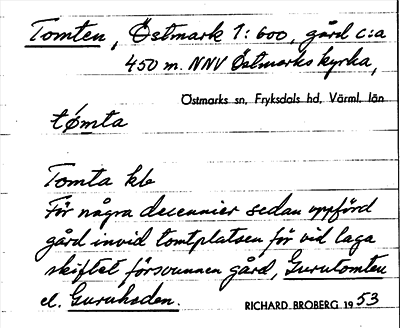 Tomten, Östmark 1:600, gård c:a
450 m. NNV Östmarks kyrka,
Östmarks sn, Fryksdals hd, Värml. län
tømta
Tomta kb
För några decennier sedan uppförd
gård invid tomtplatsen för vid laga
skiftet försvunnen gård, Gurutomten
el. Guruheden.
RICHARD BROBERG 1953